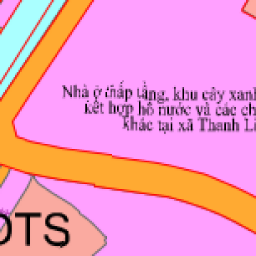 Nhà ở thấp tầng, khu cây xanh
kết hợp hồ nước và các ch
khác tại xã Thanh Li
OTS